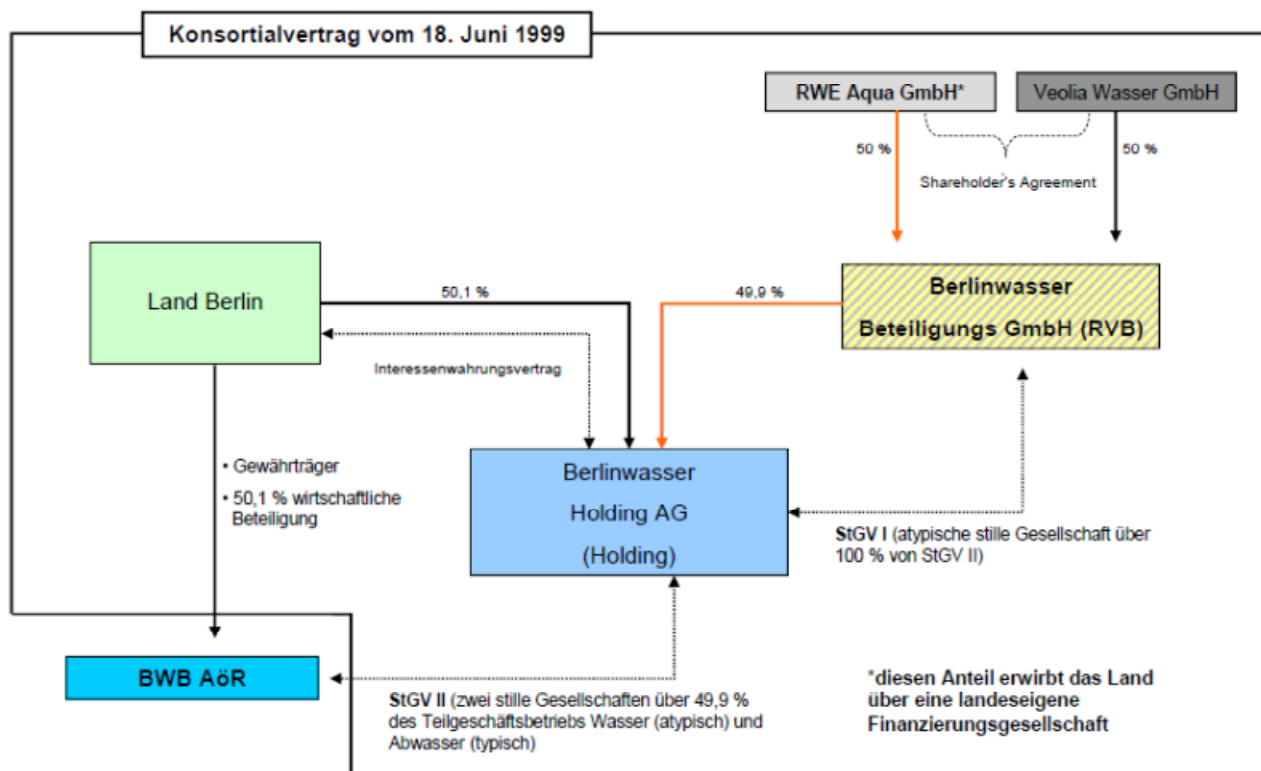 Konsortialvertrag vom 18. Juni 1999
RWE Aqua GmbH*
Veolia Wasser GmbH
50 %
50 %
Shareholder's Agreement
Land Berlin
50,1 %
49,9 %
Berlinwasser
Beteiligungs GmbH (RVB)
Interessenwahrungsvertrag
• Gewährträger
• 50,1 % wirtschaftliche
Beteiligung
Berlinwasser
Holding AG
(Holding)
StGV I (atypische stille Gesellschaft über
100 % von StGV II)
BWB AöR
StGV II (zwei stille Gesellschaften über 49,9 %
des Teilgeschäftsbetriebs Wasser (atypisch) und
Abwasser (typisch)
*diesen Anteil erwirbt das Land
über eine landeseigene
Finanzierungsgesellschaft